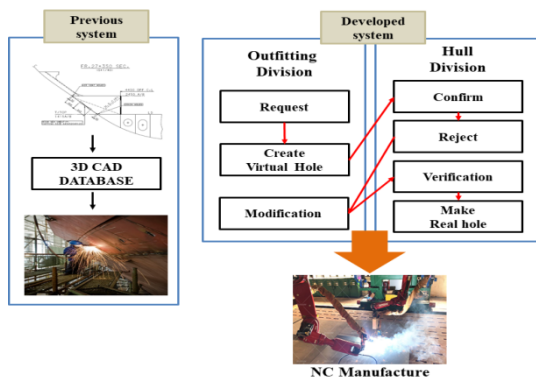 Previous
system
3D CAD
DATABASE
Developed
system
Outfitting
Division
Request
Create
Virtual Hole
Modification
Hull
Division
Confirm
Reject
Verification
Make
Real hole
NC Manufacture